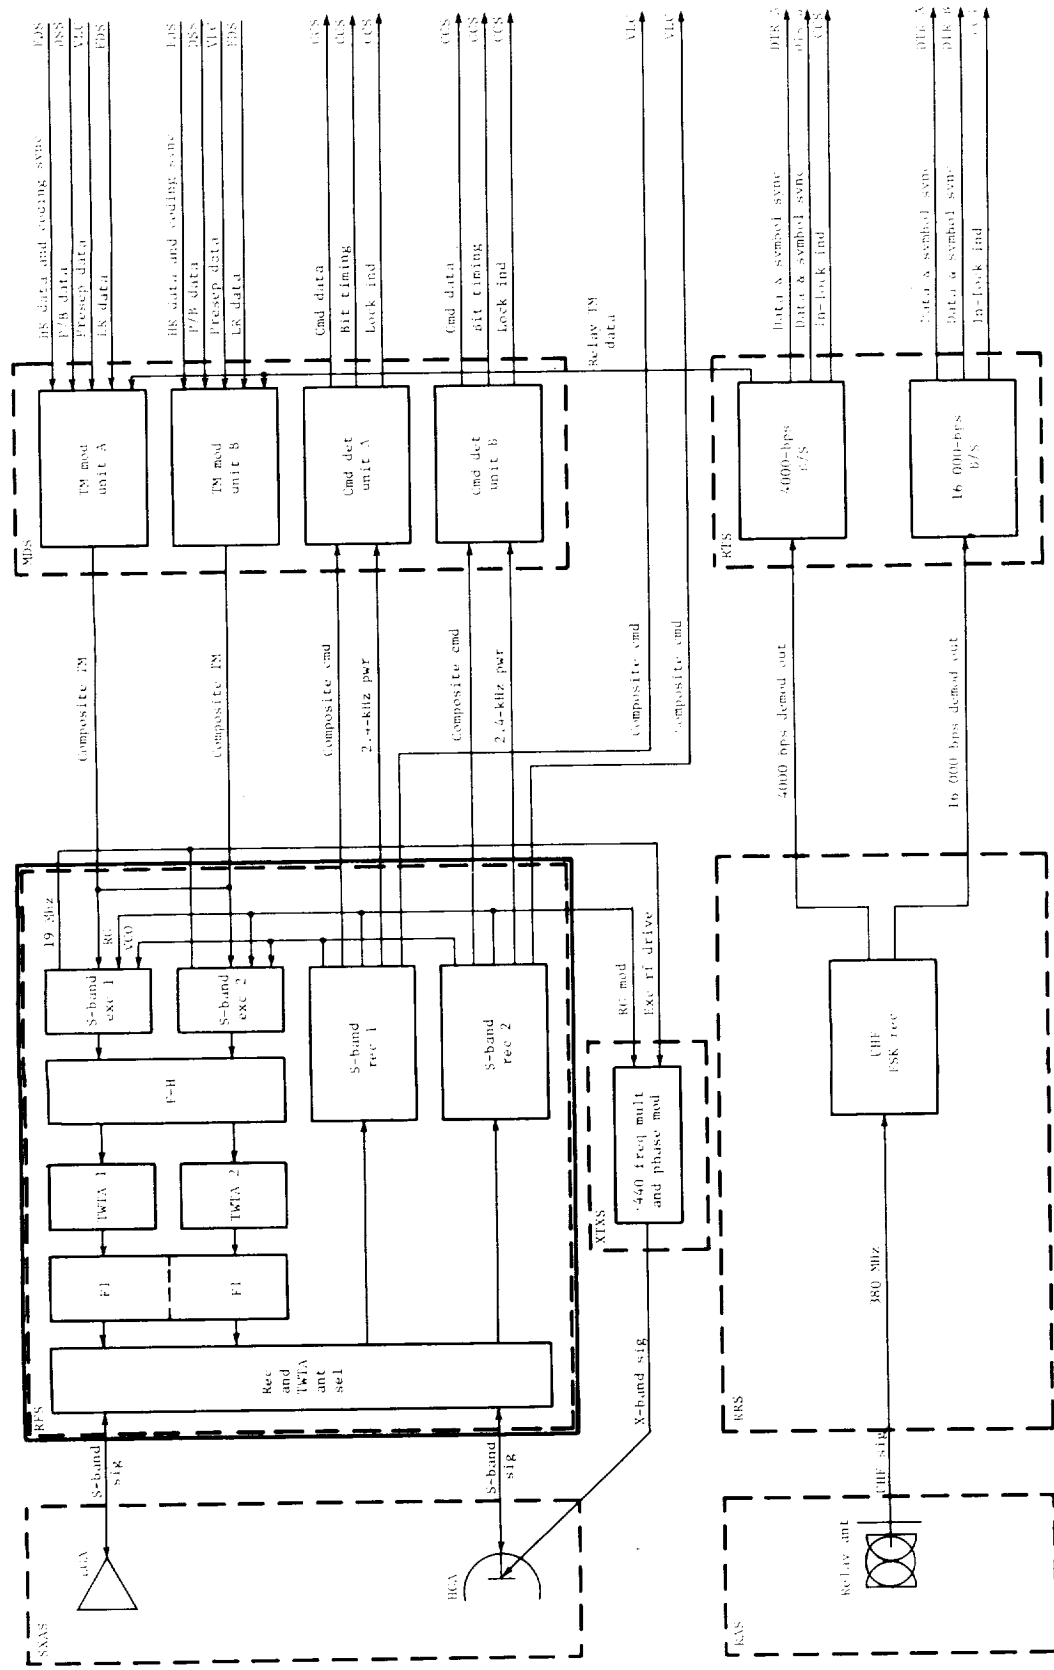 SXAS
LGA
S-band
sig
HGA
S-band
sig
X-band sig
RAS
Relay ant
UHF sig
RFS
Rec
and
TWTA
ant
sel
F1
F1
TWTA 1
TWTA 2
F-H
S-band
exc 1
S-band
exc 2
S-band
rec 1
S-band
rec 2
19 MHz
RG
VCO
XTXS
440 freq mult
and phase mod
RG mod
Exc rf drive
RRS
380 MHz
UHF
FSK rec
Composite TM
Composite TM
Composite cmd
2.4-kHz pwr
Composite cmd
2.4-kHz pwr
Composite cmd
Composite cmd
4000 bps demod out
16 000 bps demod out
MDS
TM mod
unit A
TM mod
unit B
Cmd det
unit A
Cmd det
unit B
Relay TM
data
RTS
4000-bps
B/S
16 000-bps
B/S
HR data and coding sync
FDS
P/B data
DSS
Presep data
VLC
LR data
FDS
HR data and coding sync
FDS
P/B data
DSS
Presep data
VLC
LR data
FDS
Cmd data
CCS
Bit timing
CCS
Lock ind
CCS
Cmd data
CCS
Bit timing
CCS
Lock ind
CCS
VLC
VLC
Data & symbol sync
DTR A
Data & symbol sync
In-lock ind
CCS
Data & symbol sync
DTR A
Data & symbol sync
DTR B
In-lock ind